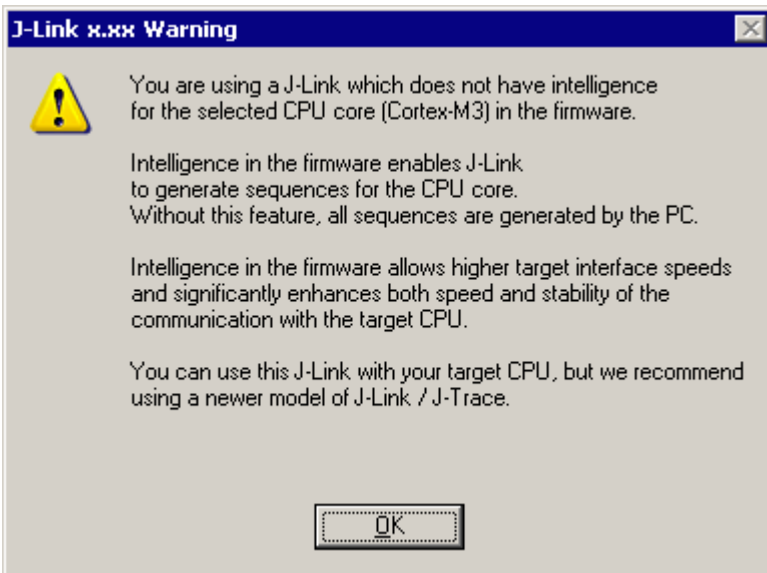 J-Link x.xx Warning
You are using a J-Link which does not have intelligence
for the selected CPU core (Cortex-M3) in the firmware.
Intelligence in the firmware enables J-Link
to generate sequences for the CPU core.
Without this feature, all sequences are generated by the PC.
Intelligence in the firmware allows higher target interface speeds
and significantly enhances both speed and stability of the
communication with the target CPU.
You can use this J-Link with your target CPU, but we recommend
using a newer model of J-Link / J-Trace.
OK